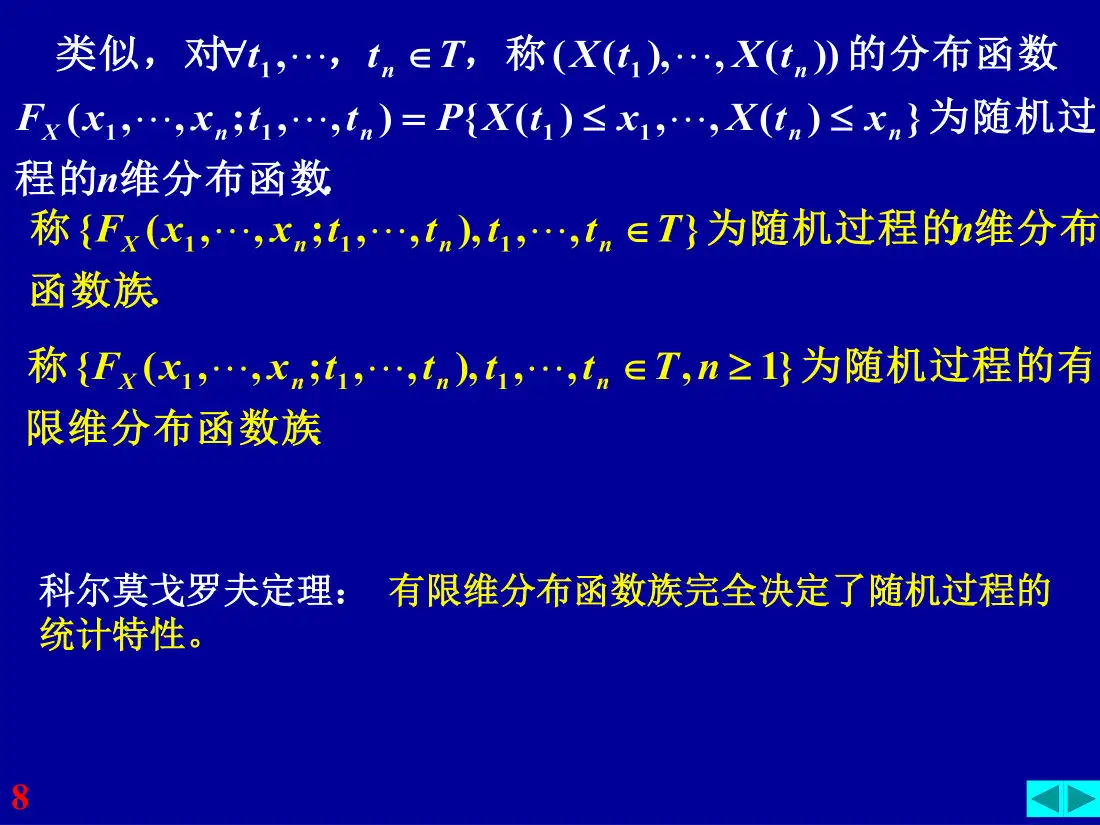 类似，对∀t₁,⋯，tₙ∈T，称(X(t₁),⋯,X(tₙ))的分布函数
F_X(x₁,⋯,xₙ;t₁,⋯,tₙ)=P{X(t₁)≤x₁,⋯,X(tₙ)≤xₙ}为随机过
程的n维分布函数.
称{F_X(x₁,⋯,xₙ;t₁,⋯,tₙ),t₁,⋯,tₙ∈T}为随机过程的n维分布
函数族.
称{F_X(x₁,⋯,xₙ;t₁,⋯,tₙ),t₁,⋯,tₙ∈T,n≥1}为随机过程的有
限维分布函数族.
科尔莫戈罗夫定理： 有限维分布函数族完全决定了随机过程的
统计特性。
8